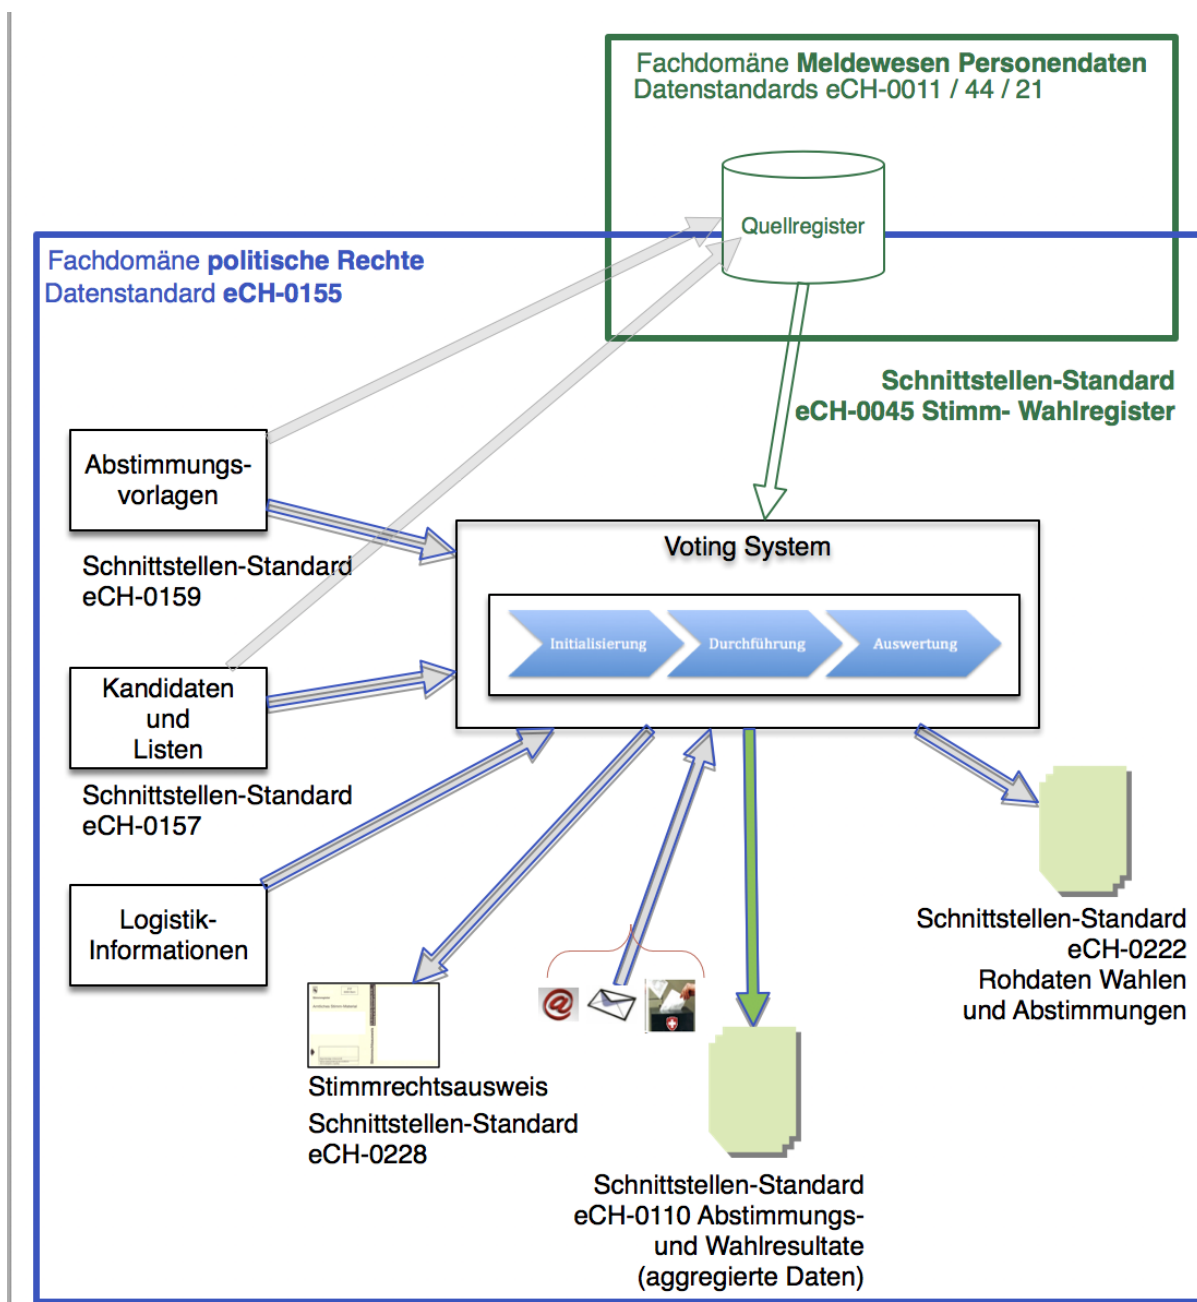 Fachdomäne Meldewesen Personendaten
Datenstandards eCH-0011 / 44 / 21
Quellregister
Fachdomäne politische Rechte
Datenstandard eCH-0155
Schnittstellen-Standard
eCH-0045 Stimm- Wahlregister
Abstimmungs-
vorlagen
Schnittstellen-Standard
eCH-0159
Voting System
Initialisierung
Durchführung
Auswertung
Kandidaten
und
Listen
Schnittstellen-Standard
eCH-0157
Logistik-
Informationen
Stimmrechtsausweis
Schnittstellen-Standard
eCH-0228
@
Schnittstellen-Standard
eCH-0110 Abstimmungs-
und Wahlresultate
(aggregierte Daten)
Schnittstellen-Standard
eCH-0222
Rohdaten Wahlen
und Abstimmungen